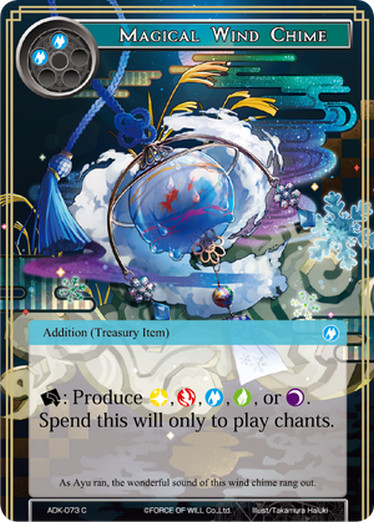 Magical Wind Chime
Addition (Treasury Item)
: Produce , , , , or .
Spend this will only to play chants.
As Ayu ran, the wonderful sound of this wind chime rang out.
ADK-073 C ©FORCE OF WILL Co.,Ltd. Illust/Takamura Haluki